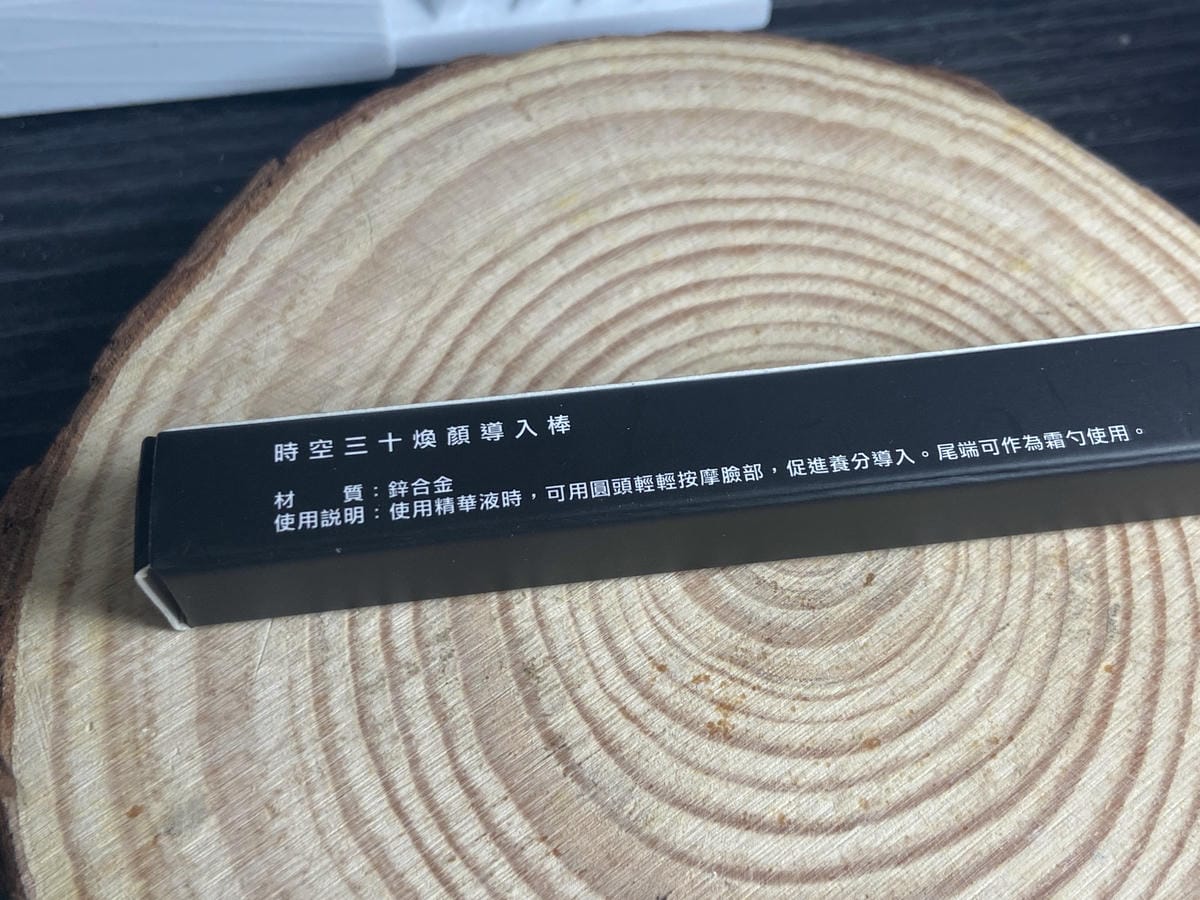 時空三十煥顏導入棒
材　　質：鋅合金
使用說明：使用精華液時，可用圓頭輕輕按摩臉部，促進養分導入。尾端可作為霜勺使用。